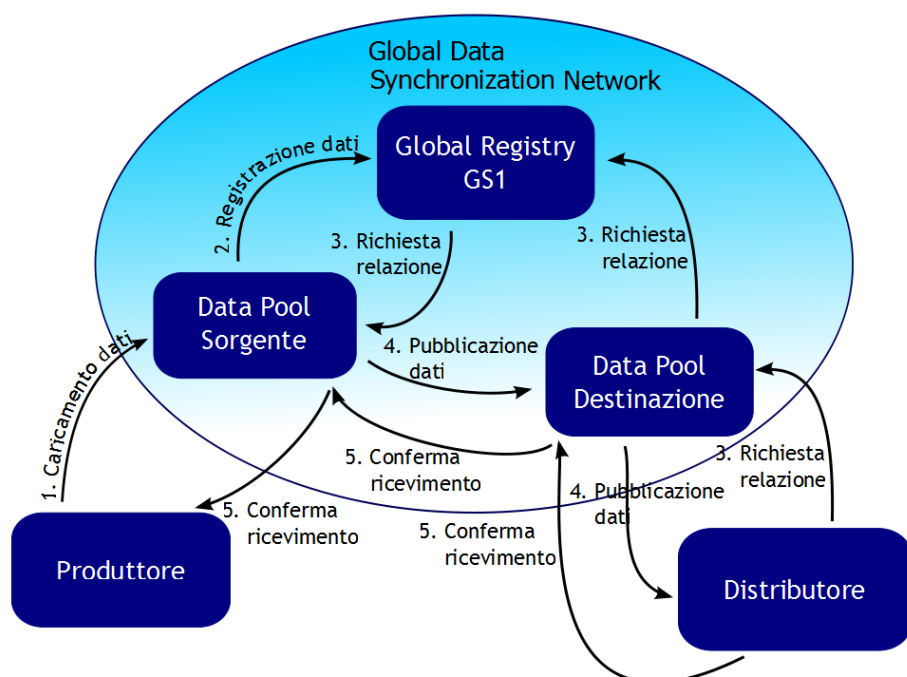 Global Data
Synchronization Network
Global Registry
GS1
2. Registrazione dati
3. Richiesta
relazione
3. Richiesta
relazione
Data Pool
Sorgente
4. Pubblicazione
dati
Data Pool
Destinazione
1. Caricamento dati
5. Conferma
ricevimento
3. Richiesta
relazione
4. Pubblicazione
dati
5. Conferma
ricevimento
5. Conferma
ricevimento
Produttore
Distributore